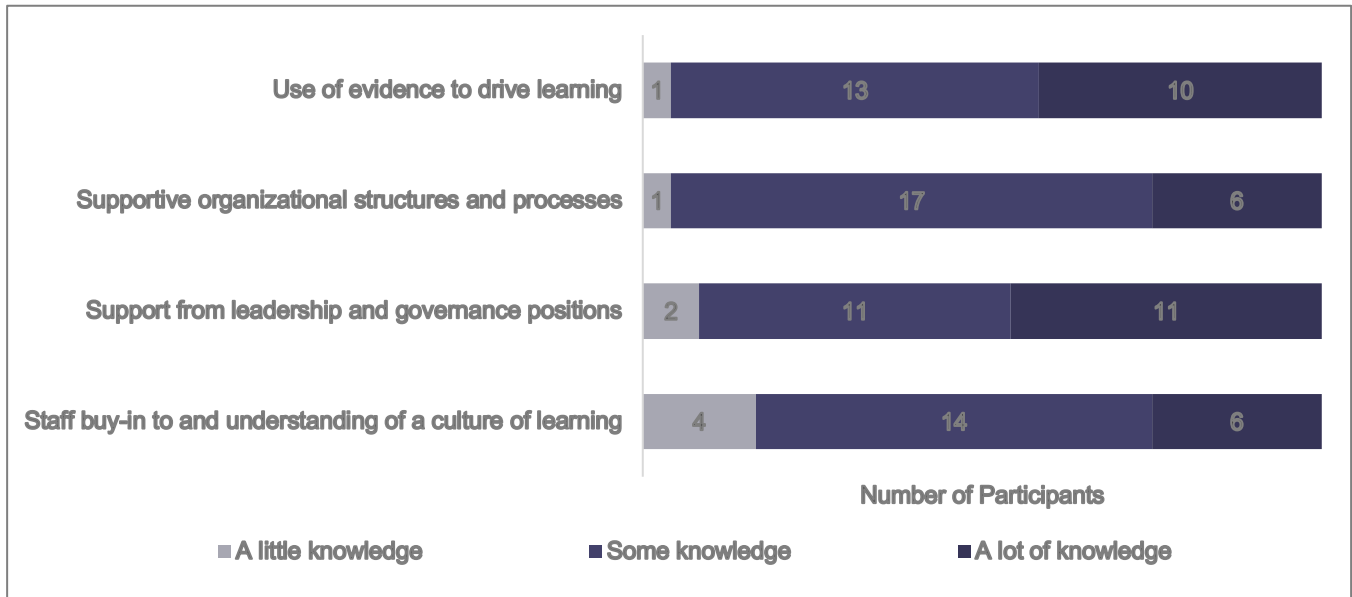 Use of evidence to drive learning 1 13 10
Supportive organizational structures and processes 1 17 6
Support from leadership and governance positions 2 11 11
Staff buy-in to and understanding of a culture of learning 4 14 6
Number of Participants
A little knowledge Some knowledge A lot of knowledge